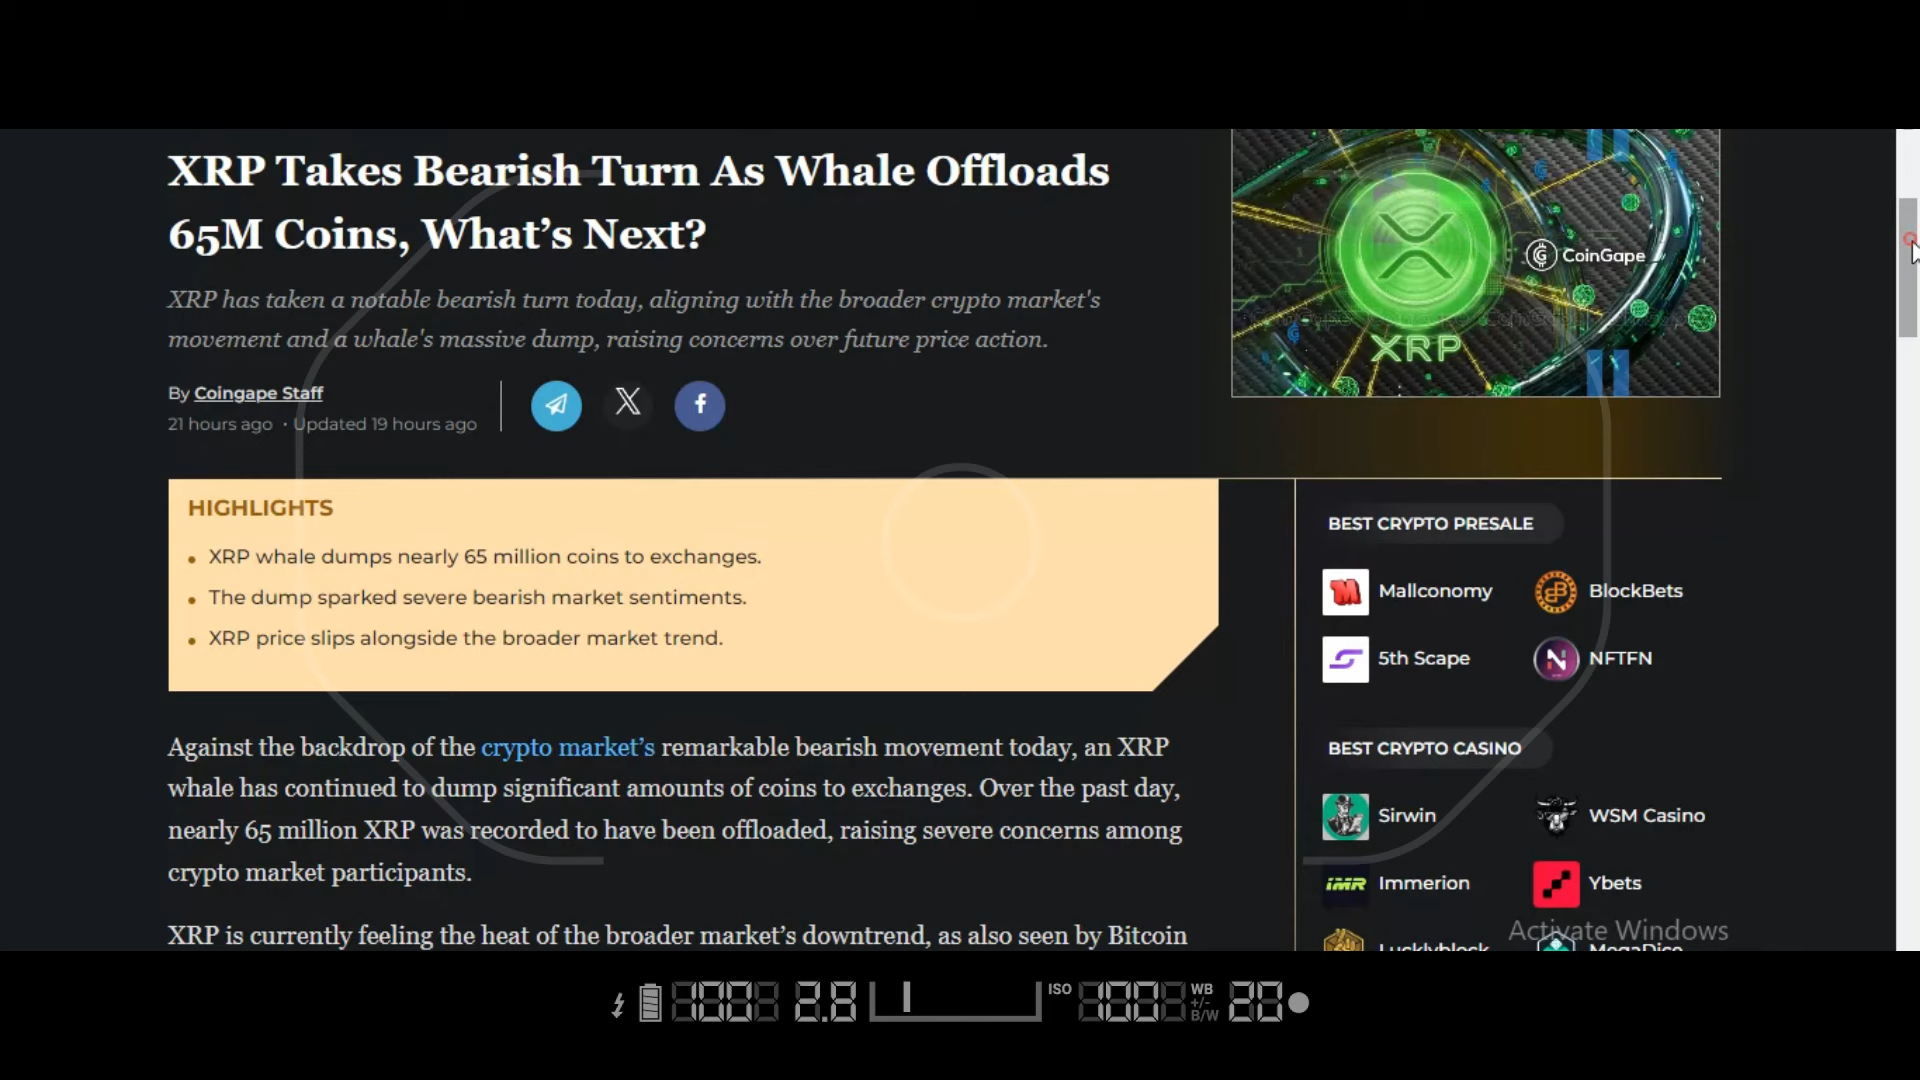 XRP Takes Bearish Turn As Whale Offloads
65M Coins, What's Next?
XRP has taken a notable bearish turn today, aligning with the broader crypto market's
movement and a whale's massive dump, raising concerns over future price action.
By Coingape Staff
21 hours ago · Updated 19 hours ago
CoinGape
XRP
HIGHLIGHTS
• XRP whale dumps nearly 65 million coins to exchanges.
• The dump sparked severe bearish market sentiments.
• XRP price slips alongside the broader market trend.
Against the backdrop of the crypto market's remarkable bearish movement today, an XRP
whale has continued to dump significant amounts of coins to exchanges. Over the past day,
nearly 65 million XRP was recorded to have been offloaded, raising severe concerns among
crypto market participants.
XRP is currently feeling the heat of the broader market's downtrend, as also seen by Bitcoin
BEST CRYPTO PRESALE
Mallconomy
BlockBets
5th Scape
NFTFN
BEST CRYPTO CASINO
Sirwin
WSM Casino
IMR
Immerion
Ybets
Luckyblock
MegaDice
Activate Windows
100 2.8 ISO 100 WB +/- B/W 20